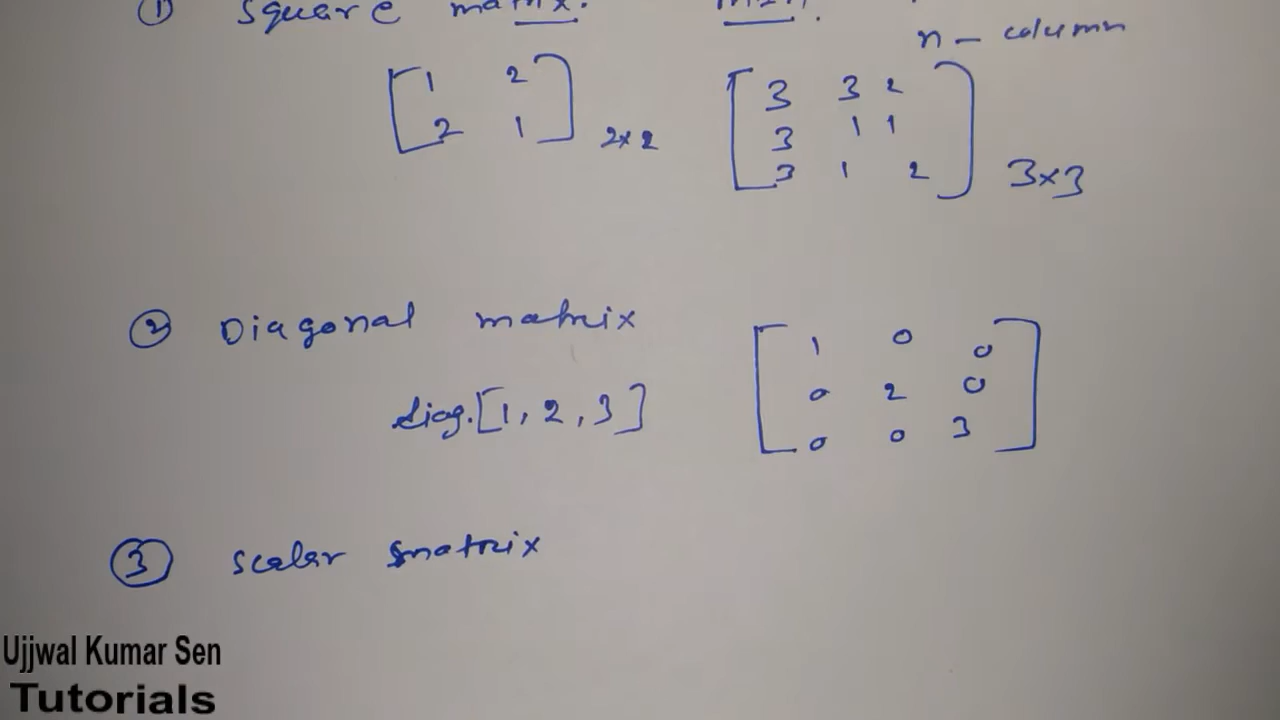 ① square matrix.
n - column
[1 2
2 1] 2×2
[3 3 2
3 1 1
3 1 2] 3×3
② Diagonal matrix
diag.[1, 2, 3]
[1 0 0
0 2 0
0 0 3]
③ scalar matrix
Ujjwal Kumar Sen
Tutorials